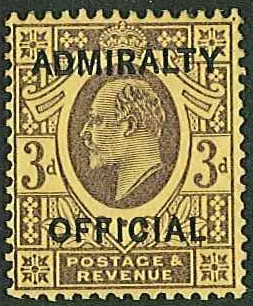 ADMIRALTY
3d 3d
OFFICIAL
POSTAGE &
REVENUE